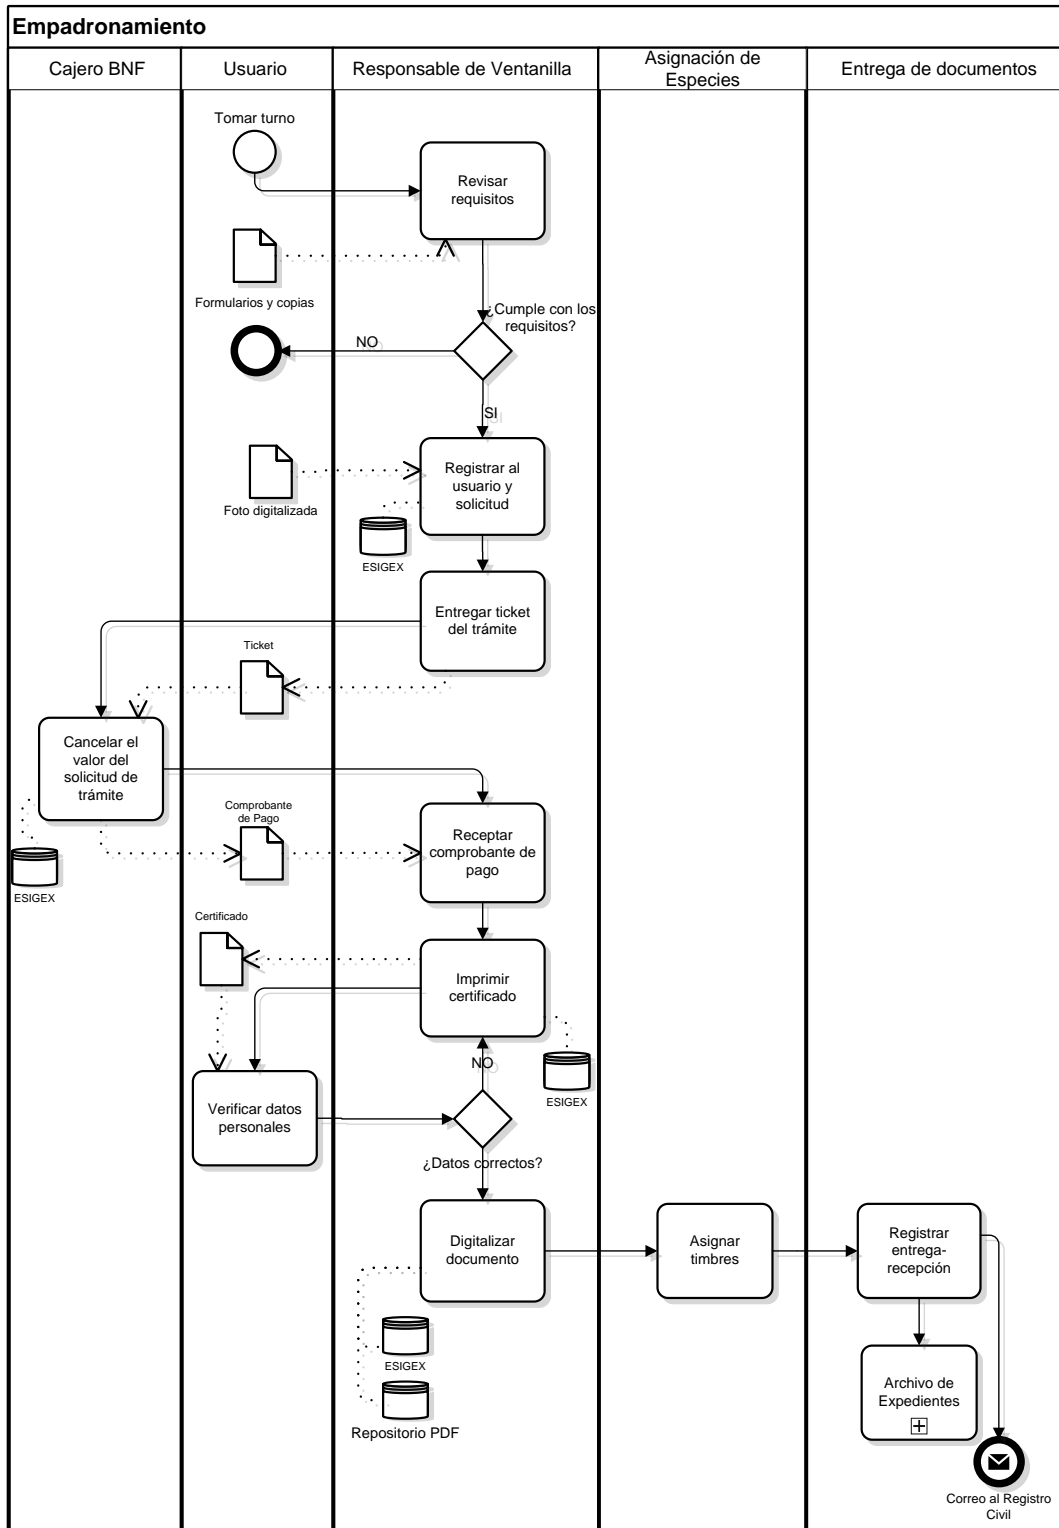 Empadronamiento
Cajero BNF
Usuario
Responsable de Ventanilla
Asignación de
Especies
Entrega de documentos
Tomar turno
Revisar
requisitos
Formularios y copias
¿Cumple con los
requisitos?
NO
SI
Registrar al
usuario y
solicitud
Foto digitalizada
ESIGEX
Entregar ticket
del trámite
Ticket
Cancelar el
valor del
solicitud de
trámite
ESIGEX
Comprobante
de Pago
Receptar
comprobante de
pago
Certificado
Imprimir
certificado
ESIGEX
NO
Verificar datos
personales
¿Datos correctos?
Digitalizar
documento
ESIGEX
Repositorio PDF
Asignar
timbres
Registrar
entrega-
recepción
Archivo de
Expedientes
Correo al Registro
Civil